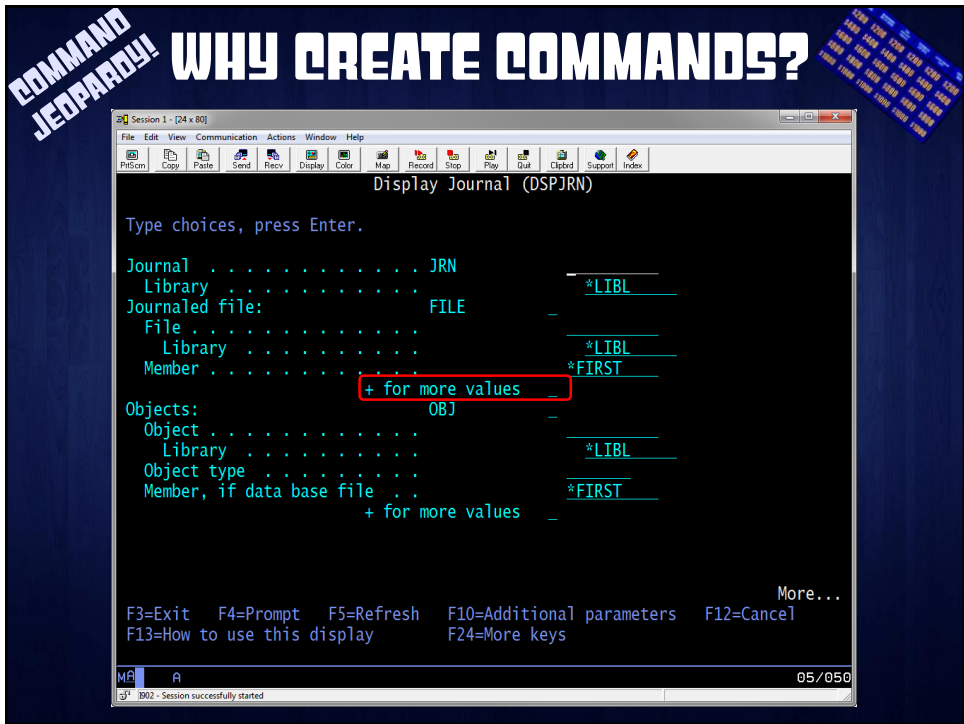 COMMAND
JEOPARDY!
WHY CREATE COMMANDS?
Session 1 - [24 x 80]
File Edit View Communication Actions Window Help
PrtScrn Copy Paste Send Recv Display Color Map Record Stop Play Quit Clipbrd Support Index
Display Journal (DSPJRN)
Type choices, press Enter.
Journal . . . . . . . . . . . . JRN
Library . . . . . . . . . . . *LIBL
Journaled file: FILE _
File . . . . . . . . . . . . .
Library . . . . . . . . . . *LIBL
Member . . . . . . . . . . . . *FIRST
+ for more values _
Objects: OBJ _
Object . . . . . . . . . . . .
Library . . . . . . . . . . *LIBL
Object type . . . . . . . . .
Member, if data base file . . *FIRST
+ for more values _
More...
F3=Exit F4=Prompt F5=Refresh F10=Additional parameters F12=Cancel
F13=How to use this display F24=More keys
MA A 05/050
I902 - Session successfully started